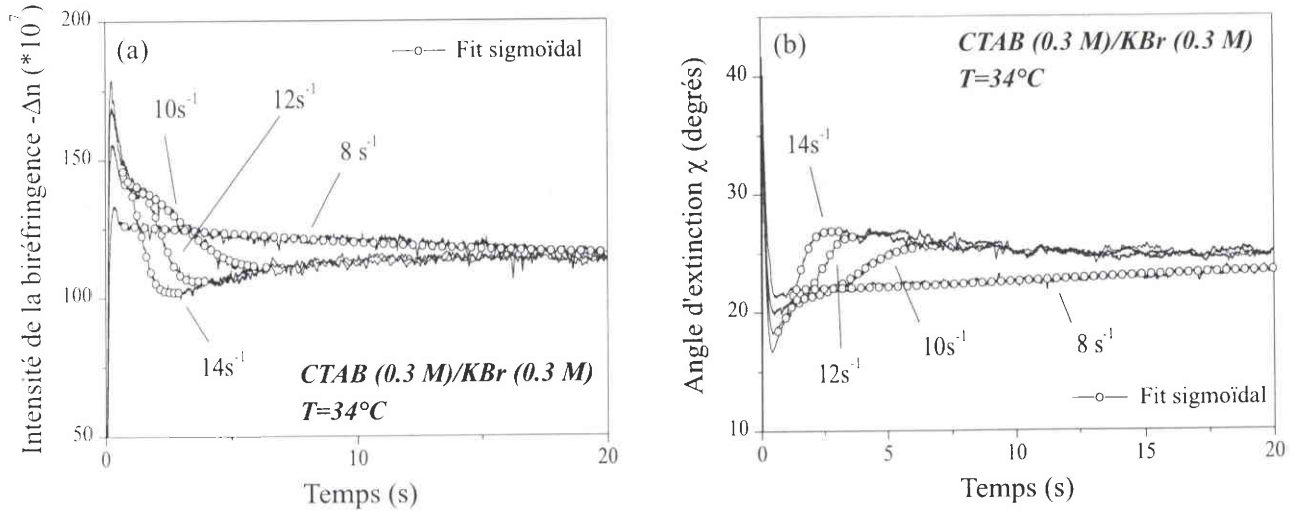 Intensité de la biréfringence -Δn (*10⁷)
200
150
100
50
(a)
Fit sigmoïdal
10s⁻¹
12s⁻¹
8 s⁻¹
14s⁻¹
CTAB (0.3 M)/KBr (0.3 M)
T=34°C
0
10
20
Temps (s)
Angle d'extinction χ (degrés)
40
30
20
10
(b)
CTAB (0.3 M)/KBr (0.3 M)
T=34°C
14s⁻¹
12s⁻¹
10s⁻¹
8 s⁻¹
Fit sigmoïdal
0
5
10
15
20
Temps (s)